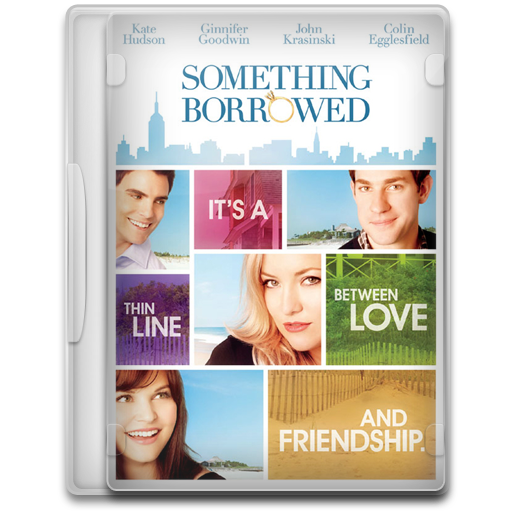 Kate Hudson
Ginnifer Goodwin
John Krasinski
Colin Egglesfield
SOMETHING
BORROWED
IT'S A
THIN
LINE
BETWEEN
LOVE
AND
FRIENDSHIP.